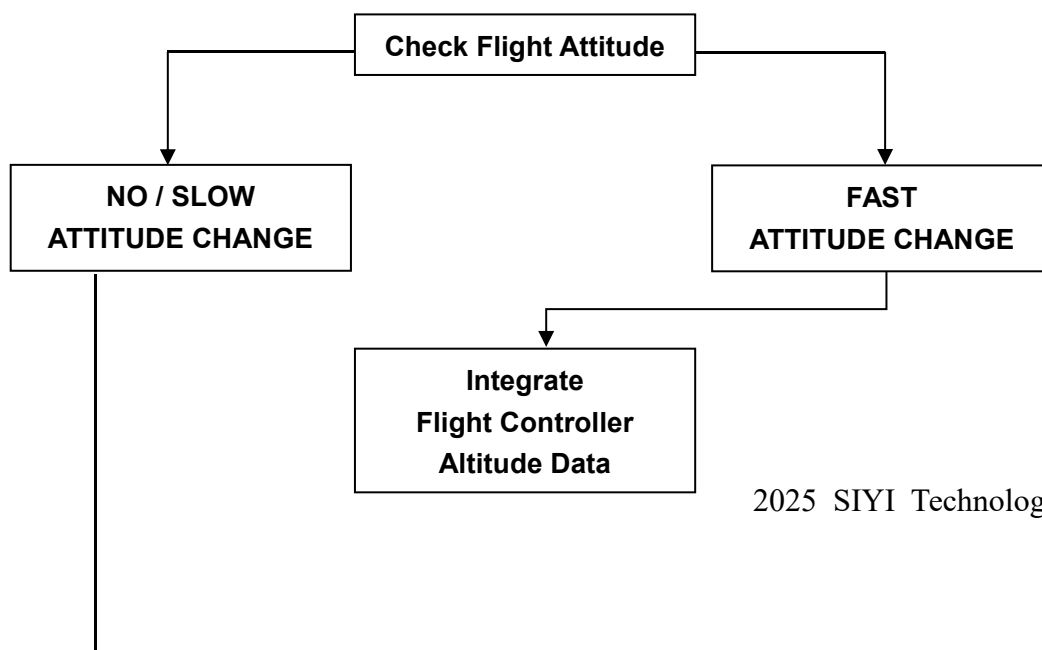 Check Flight Attitude
NO / SLOW
ATTITUDE CHANGE
FAST
ATTITUDE CHANGE
Integrate
Flight Controller
Altitude Data
2025 SIYI Technolog